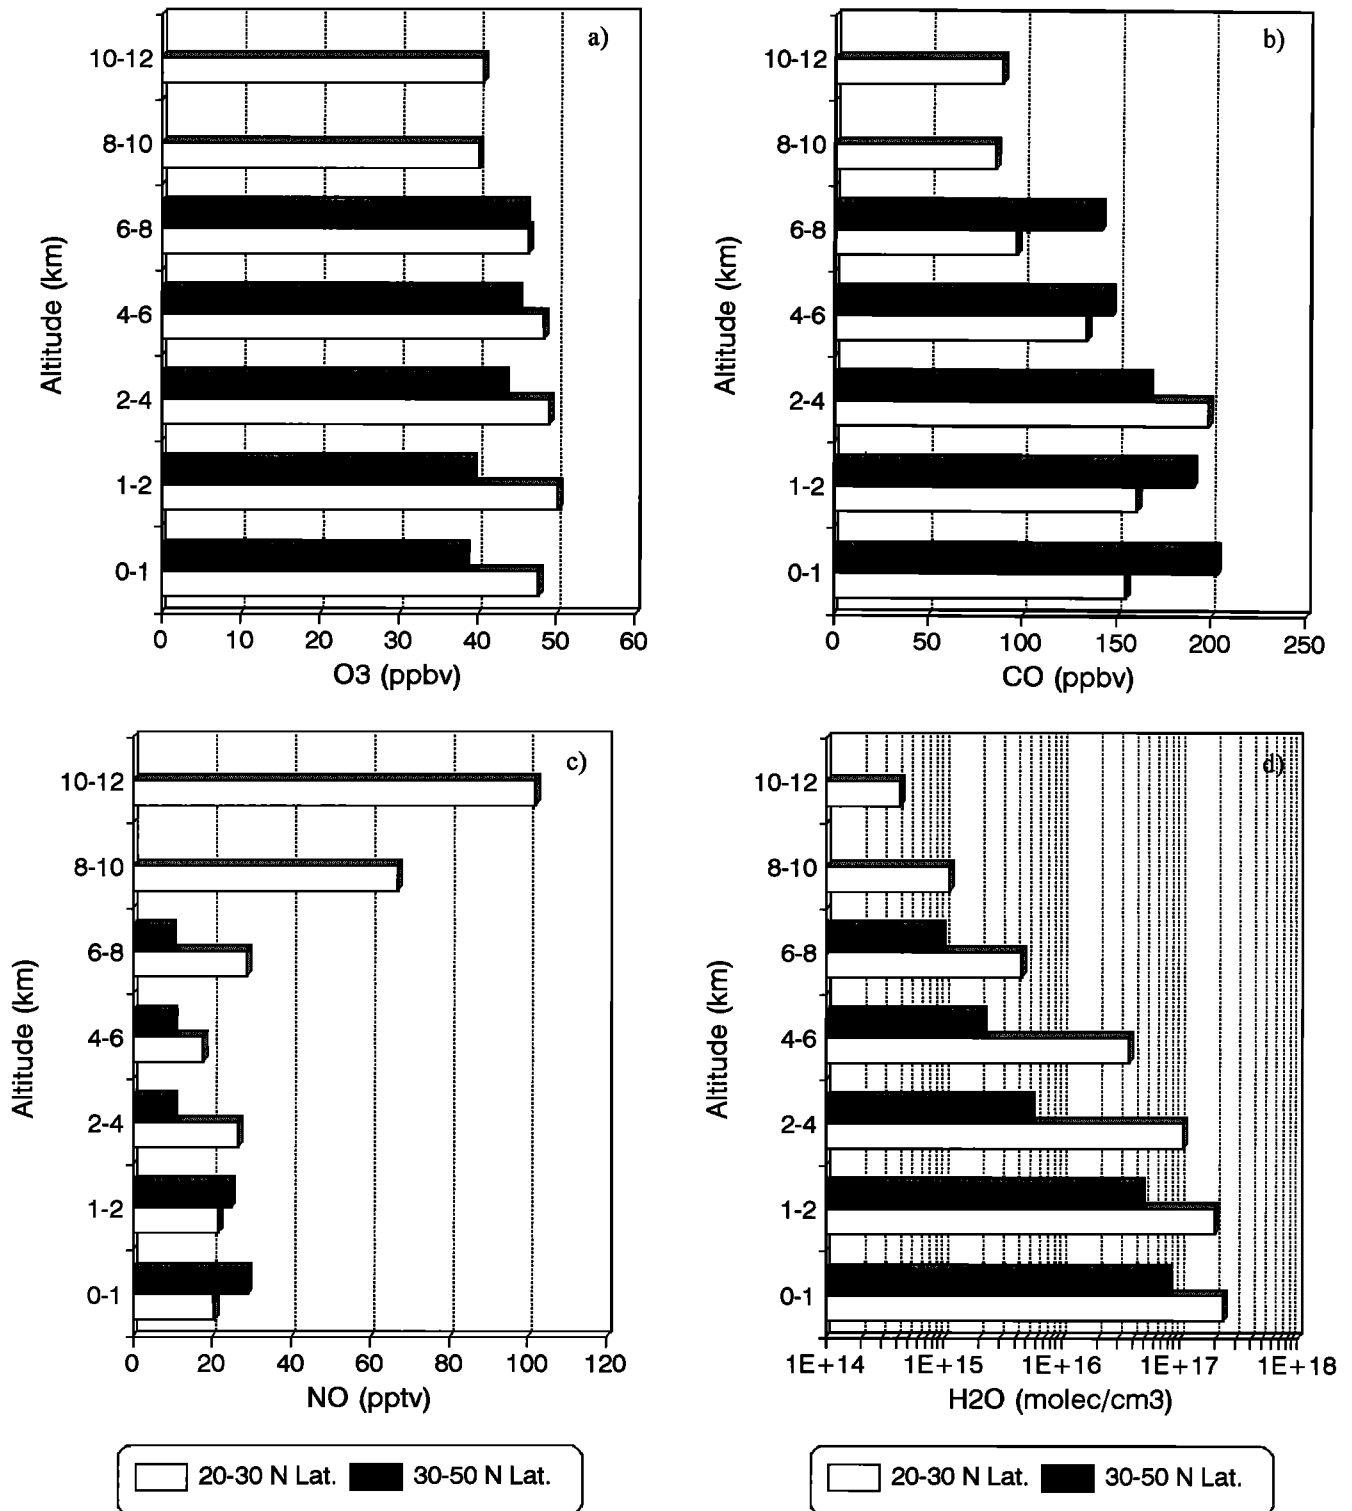 a)
10-12
8-10
6-8
4-6
2-4
1-2
0-1
Altitude (km)
0 10 20 30 40 50 60
O3 (ppbv)
b)
10-12
8-10
6-8
4-6
2-4
1-2
0-1
Altitude (km)
0 50 100 150 200 250
CO (ppbv)
c)
10-12
8-10
6-8
4-6
2-4
1-2
0-1
Altitude (km)
0 20 40 60 80 100 120
NO (pptv)
20-30 N Lat. 30-50 N Lat.
d)
10-12
8-10
6-8
4-6
2-4
1-2
0-1
Altitude (km)
1E+14 1E+15 1E+16 1E+17 1E+18
H2O (molec/cm3)
20-30 N Lat. 30-50 N Lat.